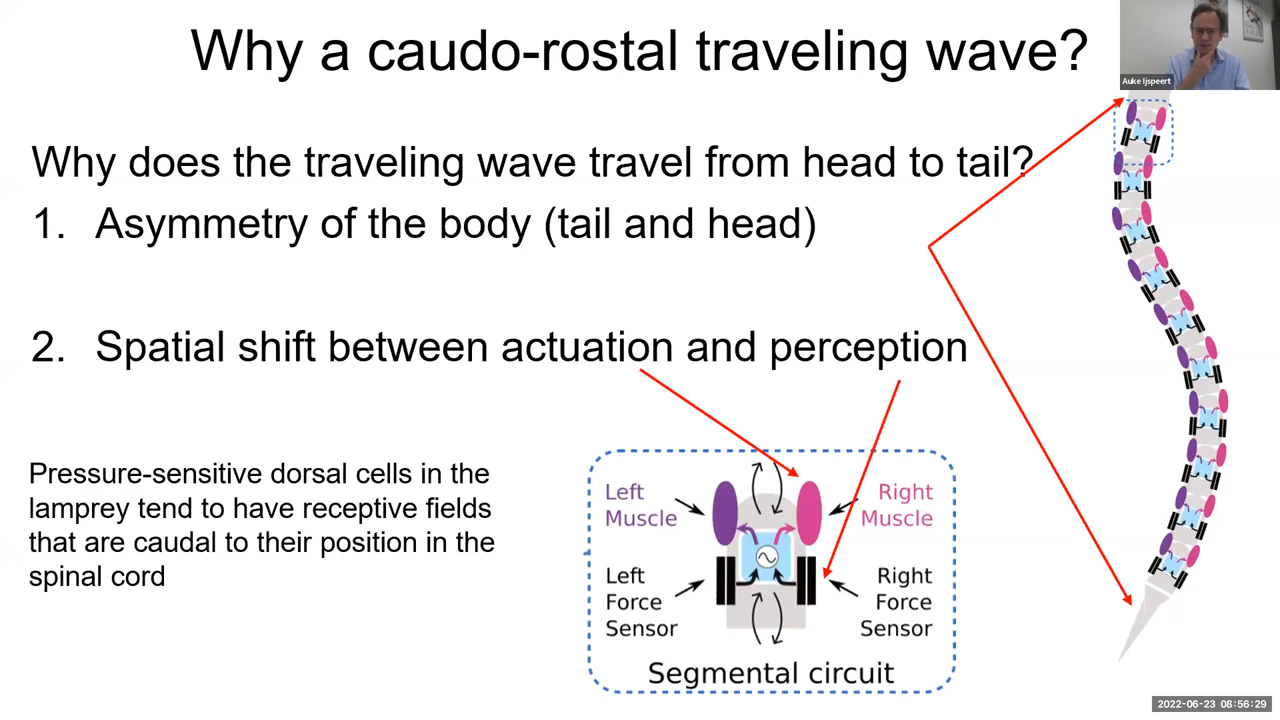 Why a caudo-rostal traveling wave?
Auke Ijspeert
Why does the traveling wave travel from head to tail?
1. Asymmetry of the body (tail and head)
2. Spatial shift between actuation and perception
Pressure-sensitive dorsal cells in the
lamprey tend to have receptive fields
that are caudal to their position in the
spinal cord
Left
Muscle
Right
Muscle
Left
Force
Sensor
Right
Force
Sensor
Segmental circuit
2022-06-23 08:56:29